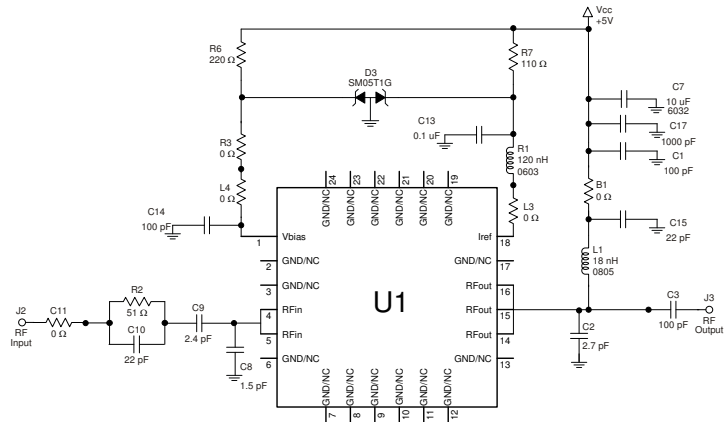 Vcc
+5V
R6
220 Ω
R7
110 Ω
D3
SM05T1G
C7
10 uF
6032
C13
0.1 uF
C17
1000 pF
R3
0 Ω
R1
120 nH
0603
C1
100 pF
L4
0 Ω
24
23
22
21
20
19
GND/NC
GND/NC
GND/NC
GND/NC
GND/NC
GND/NC
B1
0 Ω
L3
0 Ω
C14
100 pF
C15
22 pF
1
Vbias
Iref
18
L1
18 nH
0805
2
GND/NC
GND/NC
17
3
GND/NC
RFout
16
U1
R2
51 Ω
J2
RF
Input
C11
0 Ω
C10
22 pF
C9
2.4 pF
4
RFin
RFout
15
C3
100 pF
J3
RF
Output
5
RFin
RFout
14
C8
1.5 pF
C2
2.7 pF
6
GND/NC
GND/NC
13
GND/NC
GND/NC
GND/NC
GND/NC
GND/NC
GND/NC
7
8
9
10
11
12